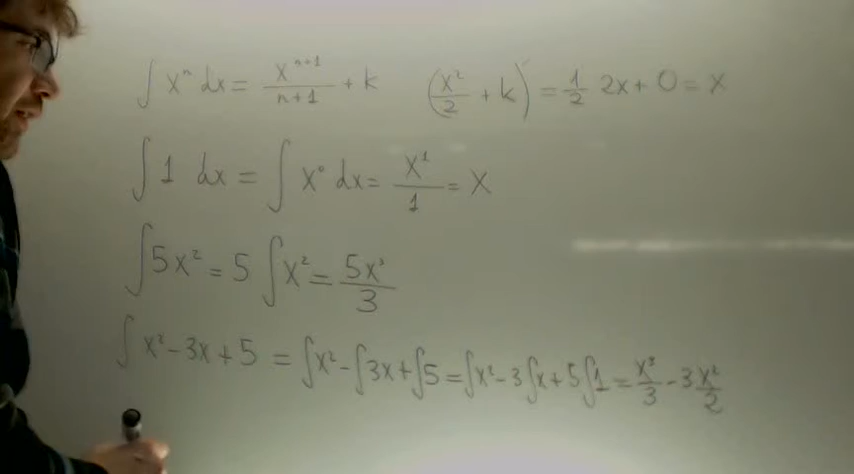 ∫ xⁿ dx = xⁿ⁺¹/(n+1) + k   (x²/2 + k)' = 1/2 2x + 0 = x
∫ 1 dx = ∫ x⁰ dx = x¹/1 = x
∫ 5x² = 5 ∫ x² = 5x³/3
∫ x² - 3x + 5 = ∫ x² - ∫ 3x + ∫ 5 = ∫ x² - 3 ∫ x + 5 ∫ 1 = x³/3 - 3 x²/2